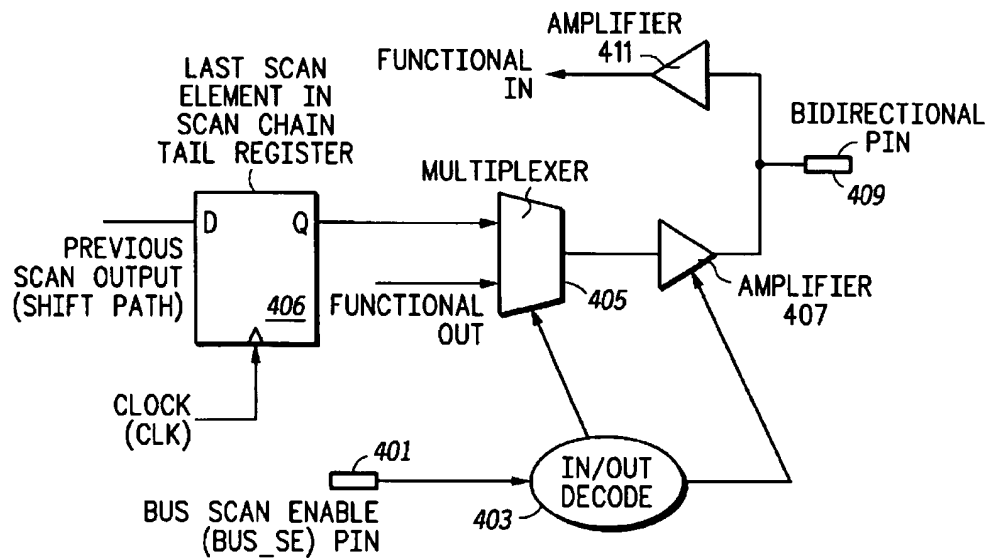 AMPLIFIER
411
FUNCTIONAL
IN
LAST SCAN
ELEMENT IN
SCAN CHAIN
TAIL REGISTER
BIDIRECTIONAL
PIN
409
MULTIPLEXER
D
Q
PREVIOUS
SCAN OUTPUT
(SHIFT PATH)
406
FUNCTIONAL
OUT
405
AMPLIFIER
407
CLOCK
(CLK)
401
BUS SCAN ENABLE
(BUS_SE) PIN
IN/OUT
DECODE
403